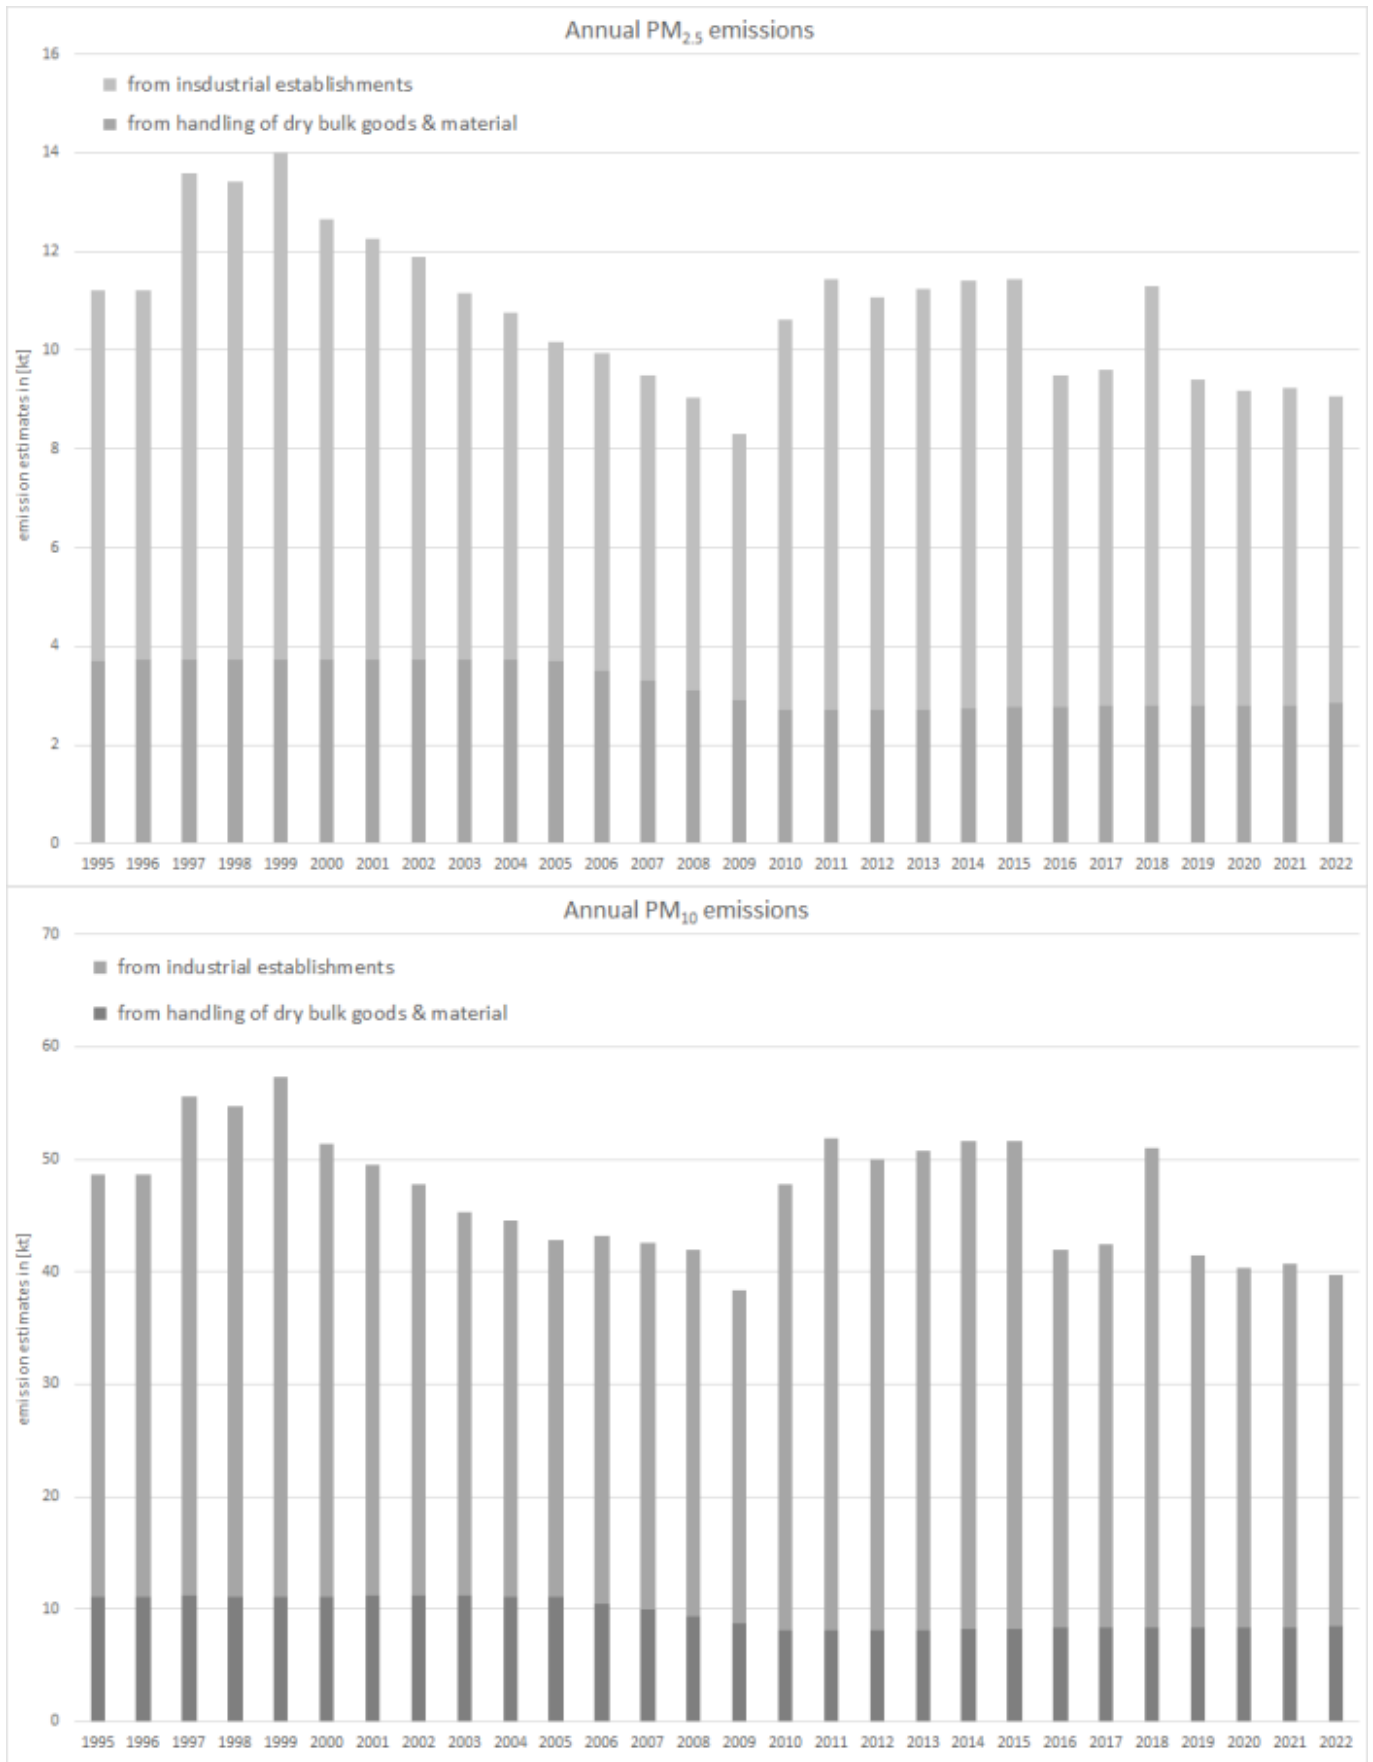 Annual PM₂.₅ emissions
16
from insdustrial establishments
from handling of dry bulk goods & material
14
12
10
8
6
4
2
0
emission estimates in [kt]
1995 1996 1997 1998 1999 2000 2001 2002 2003 2004 2005 2006 2007 2008 2009 2010 2011 2012 2013 2014 2015 2016 2017 2018 2019 2020 2021 2022
Annual PM₁₀ emissions
70
from industrial establishments
from handling of dry bulk goods & material
60
50
40
30
20
10
0
emission estimates in [kt]
1995 1996 1997 1998 1999 2000 2001 2002 2003 2004 2005 2006 2007 2008 2009 2010 2011 2012 2013 2014 2015 2016 2017 2018 2019 2020 2021 2022